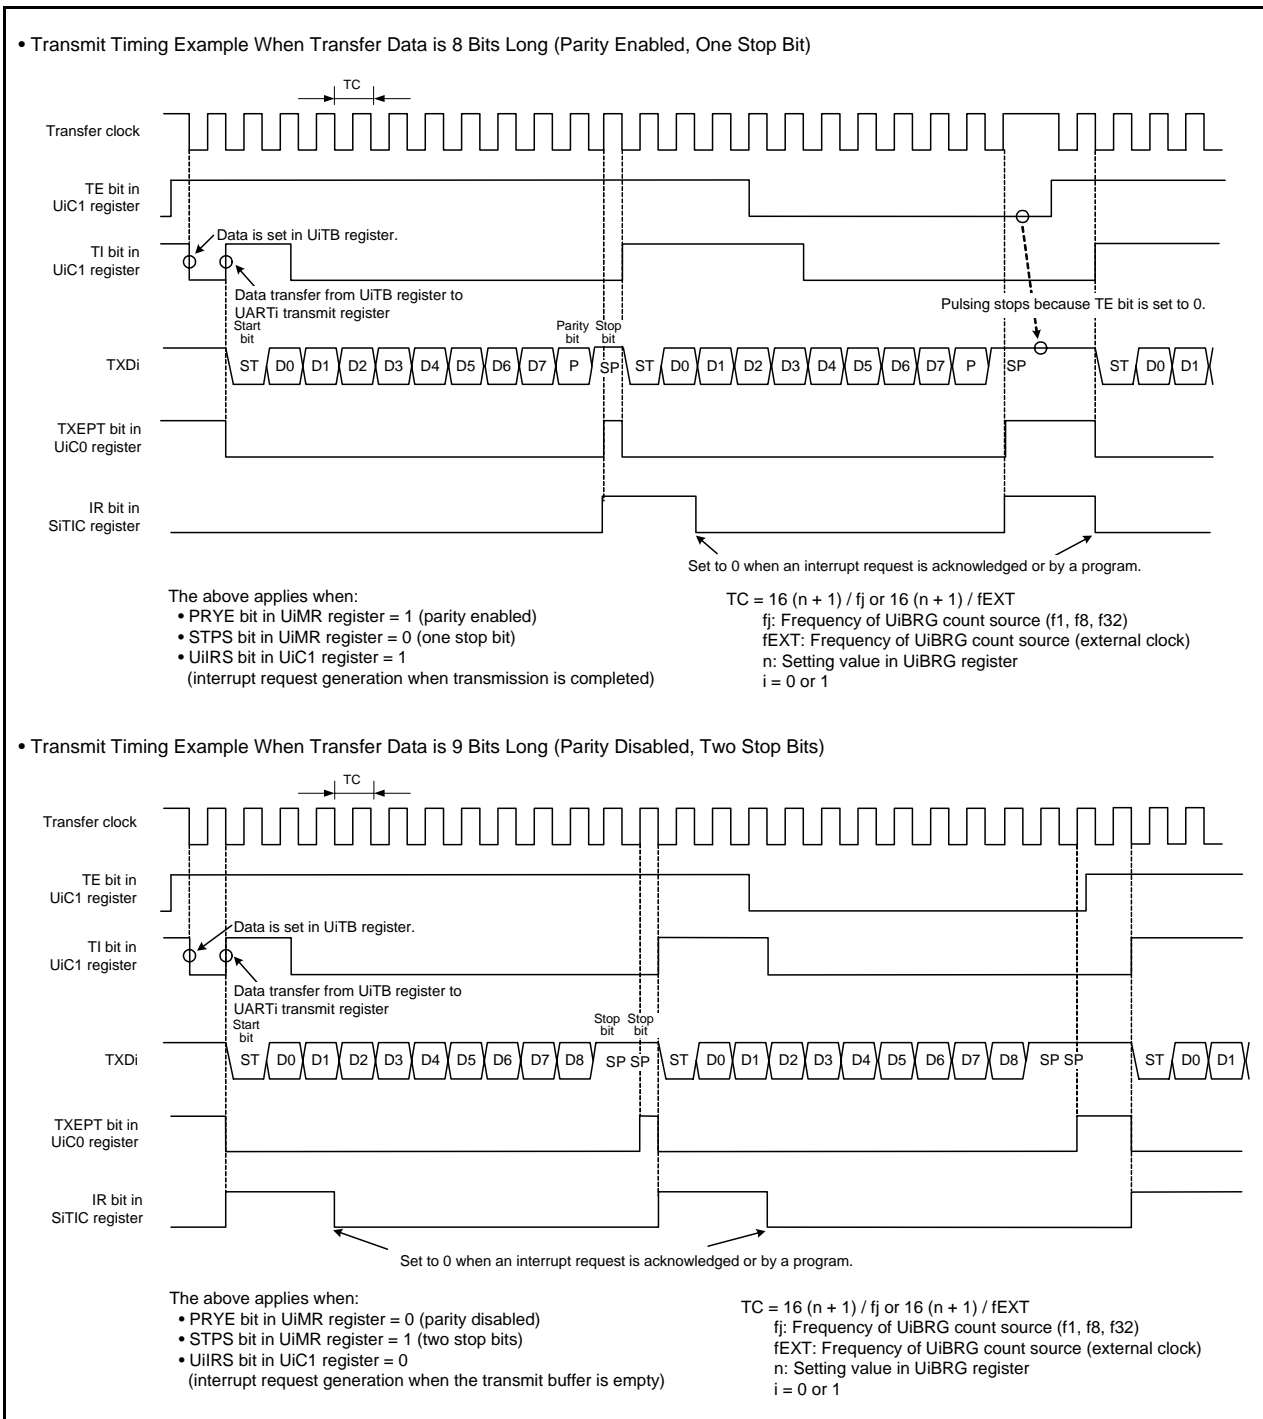 • Transmit Timing Example When Transfer Data is 8 Bits Long (Parity Enabled, One Stop Bit)
TC
Transfer clock
TE bit in
UiC1 register
Data is set in UiTB register.
TI bit in
UiC1 register
Data transfer from UiTB register to
UARTi transmit register
Pulsing stops because TE bit is set to 0.
Start
bit
Parity
bit
Stop
bit
TXDi
ST D0 D1 D2 D3 D4 D5 D6 D7 P SP ST D0 D1 D2 D3 D4 D5 D6 D7 P SP ST D0 D1
TXEPT bit in
UiC0 register
IR bit in
SiTIC register
Set to 0 when an interrupt request is acknowledged or by a program.
The above applies when:
• PRYE bit in UiMR register = 1 (parity enabled)
• STPS bit in UiMR register = 0 (one stop bit)
• UiIRS bit in UiC1 register = 1
(interrupt request generation when transmission is completed)
TC = 16 (n + 1) / fj or 16 (n + 1) / fEXT
fj: Frequency of UiBRG count source (f1, f8, f32)
fEXT: Frequency of UiBRG count source (external clock)
n: Setting value in UiBRG register
i = 0 or 1
• Transmit Timing Example When Transfer Data is 9 Bits Long (Parity Disabled, Two Stop Bits)
TC
Transfer clock
TE bit in
UiC1 register
Data is set in UiTB register.
TI bit in
UiC1 register
Data transfer from UiTB register to
UARTi transmit register
Start
bit
Stop
bit
Stop
bit
TXDi
ST D0 D1 D2 D3 D4 D5 D6 D7 D8 SP SP ST D0 D1 D2 D3 D4 D5 D6 D7 D8 SP SP ST D0 D1
TXEPT bit in
UiC0 register
IR bit in
SiTIC register
Set to 0 when an interrupt request is acknowledged or by a program.
The above applies when:
• PRYE bit in UiMR register = 0 (parity disabled)
• STPS bit in UiMR register = 1 (two stop bits)
• UiIRS bit in UiC1 register = 0
(interrupt request generation when the transmit buffer is empty)
TC = 16 (n + 1) / fj or 16 (n + 1) / fEXT
fj: Frequency of UiBRG count source (f1, f8, f32)
fEXT: Frequency of UiBRG count source (external clock)
n: Setting value in UiBRG register
i = 0 or 1